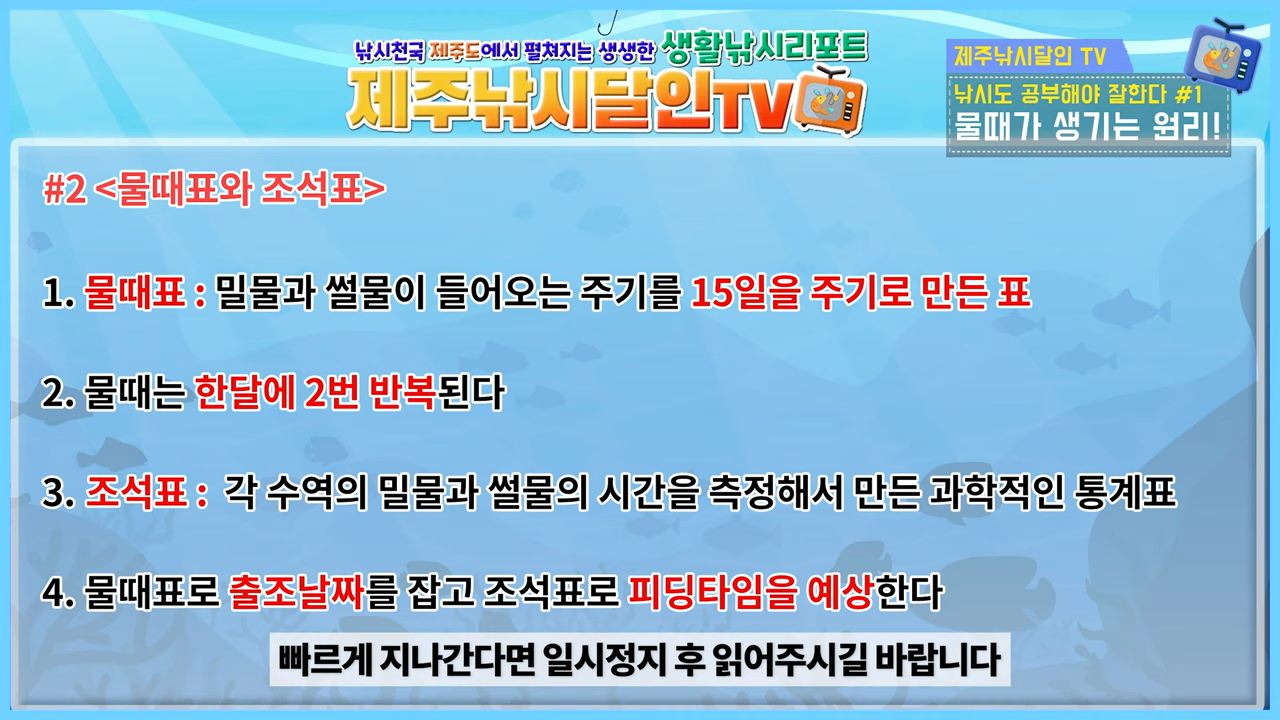 낚시천국 제주도에서 펼쳐지는 생생한 생활낚시리포트
제주낚시달인TV
제주낚시달인 TV
낚시도 공부해야 잘한다 #1
물때가 생기는 원리!
#2 <물때표와 조석표>
1. 물때표 : 밀물과 썰물이 들어오는 주기를 15일을 주기로 만든 표
2. 물때는 한달에 2번 반복된다
3. 조석표 : 각 수역의 밀물과 썰물의 시간을 측정해서 만든 과학적인 통계표
4. 물때표로 출조날짜를 잡고 조석표로 피딩타임을 예상한다
빠르게 지나간다면 일시정지 후 읽어주시길 바랍니다